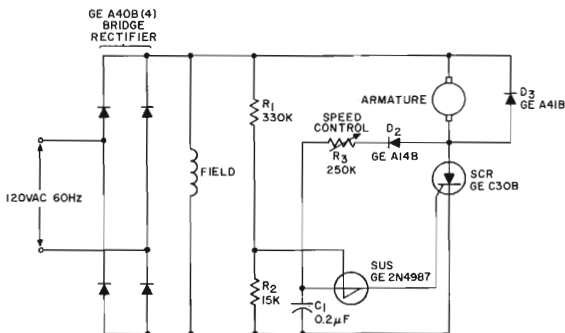 GE A40B (4)
BRIDGE
RECTIFIER
120VAC 60Hz
FIELD
R1
330K
R2
15K
SPEED
CONTROL
R3
250K
D2
GE A14B
ARMATURE
D3
GE A41B
SCR
GE C30B
SUS
GE 2N4987
C1
0.2µF